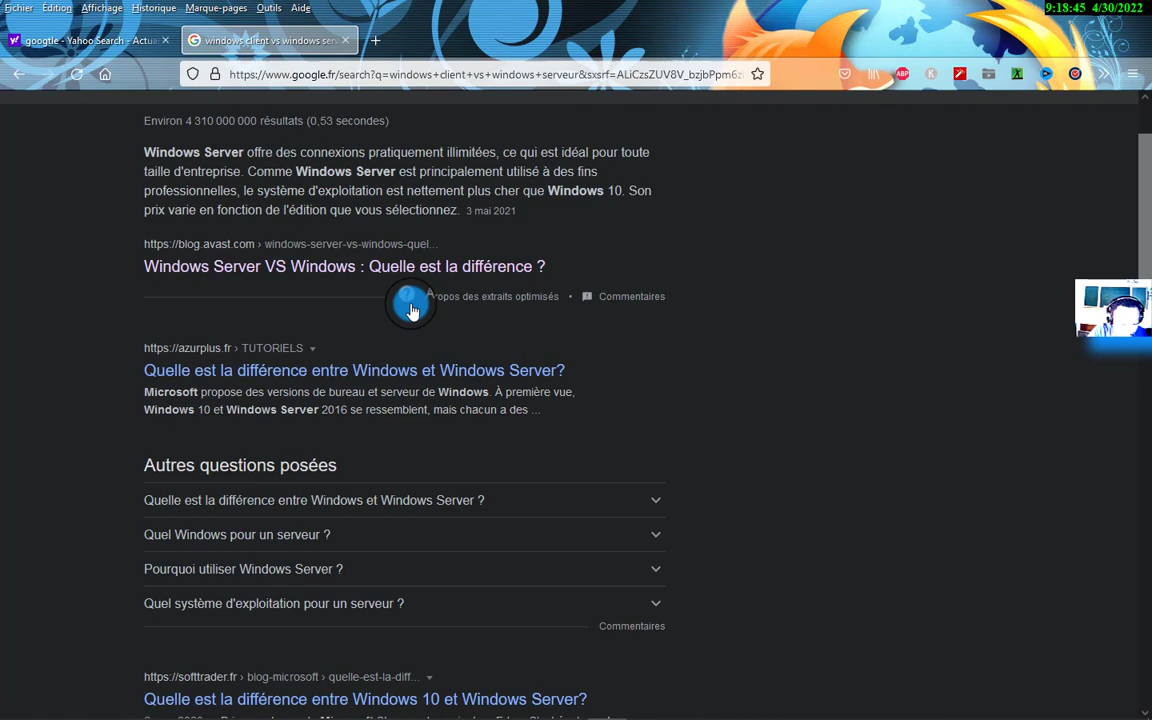 Fichier Édition Affichage Historique Marque-pages Outils Aide
9:18:45 4/30/2022
googtle - Yahoo Search - Actua
windows client vs windows ser
https://www.google.fr/search?q=windows+client+vs+windows+serveur&sxsrf=ALiCzsZUV8V_bzjbPpm6z
ABP
K
Environ 4 310 000 000 résultats (0,53 secondes)
Windows Server offre des connexions pratiquement illimitées, ce qui est idéal pour toute
taille d'entreprise. Comme Windows Server est principalement utilisé à des fins
professionnelles, le système d'exploitation est nettement plus cher que Windows 10. Son
prix varie en fonction de l'édition que vous sélectionnez. 3 mai 2021
https://blog.avast.com › windows-server-vs-windows-quel...
Windows Server VS Windows : Quelle est la différence ?
propos des extraits optimisés • Commentaires
https://azurplus.fr › TUTORIELS
Quelle est la différence entre Windows et Windows Server?
Microsoft propose des versions de bureau et serveur de Windows. À première vue,
Windows 10 et Windows Server 2016 se ressemblent, mais chacun a des ...
Autres questions posées
Quelle est la différence entre Windows et Windows Server ?
Quel Windows pour un serveur ?
Pourquoi utiliser Windows Server ?
Quel système d'exploitation pour un serveur ?
Commentaires
https://softtrader.fr › blog-microsoft › quelle-est-la-diff...
Quelle est la différence entre Windows 10 et Windows Server?